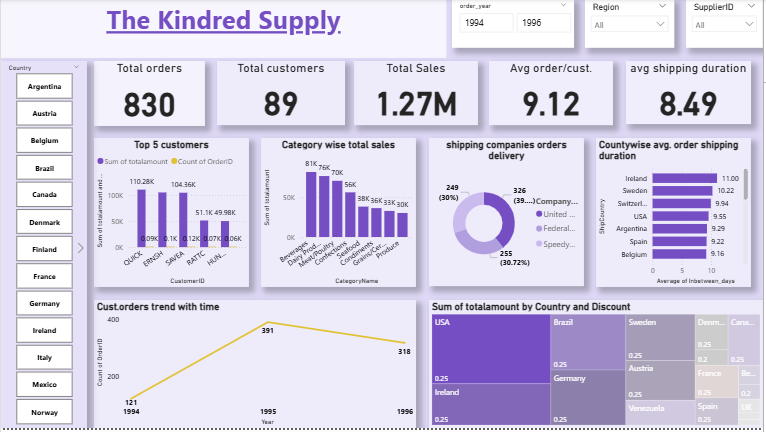 The Kindred Supply
order_year
1994
1996
Region
All
SupplierID
All
Country
Argentina
Austria
Belgium
Brazil
Canada
Denmark
Finland
France
Germany
Ireland
Italy
Mexico
Norway
Total orders
830
Total customers
89
Total Sales
1.27M
Avg order/cust.
9.12
avg shipping duration
8.49
Top 5 customers
Sum of totalamount
Count of OrderID
Sum of totalamount and ...
100K
50K
0K
110.28K
104.36K
51.1K
49.98K
0.09K
0.1K
0.12K
0.07K
0.06K
QUICK
ERNSH
SAVEA
RATTC
HUN...
CustomerID
Category wise total sales
Sum of totalamount
50K
0K
81K
76K
70K
56K
38K
36K
33K
30K
Beverages
Dairy Prod...
Meat/Poultry
Confections
Seafood
Condiments
Grains/Cer...
Produce
CategoryName
shipping companies orders
delivery
249
(30%)
326
(39....)
255
(30.72%)
Company...
United ...
Federal...
Speedy...
Countywise avg. order shipping
duration
ShipCountry
Ireland
11.00
Sweden
10.22
Switzerl...
9.94
USA
9.55
Argentina
9.29
Spain
9.22
Belgium
9.16
0
5
10
Average of Inbetween_days
Cust.orders trend with time
Count of OrderID
400
200
121
391
318
1994
1995
1996
Year
Sum of totalamount by Country and Discount
USA
0.25
Ireland
0.25
Brazil
0.25
Germany
0.25
Sweden
0.25
Austria
0.25
Venezuela
Denm...
0.25
0.2
Cana...
0.25
France
0.25
Be...
0.2
Spain
0.25
UK